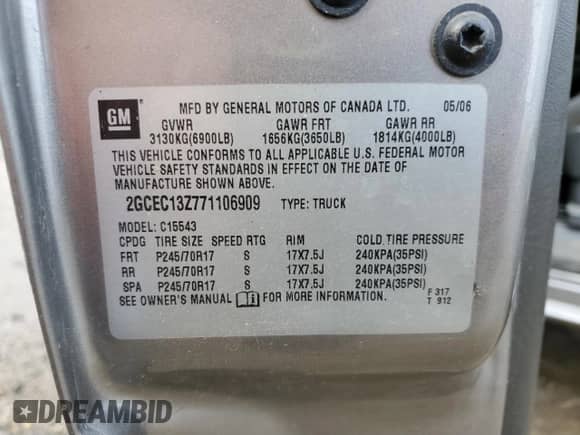 GM
MFD BY GENERAL MOTORS OF CANADA LTD. 05/06
GVWR GAWR FRT GAWR RR
3130KG(6900LB) 1656KG(3650LB) 1814KG(4000LB)
THIS VEHICLE CONFORMS TO ALL APPLICABLE U.S. FEDERAL MOTOR
VEHICLE SAFETY STANDARDS IN EFFECT ON THE DATE OF
MANUFACTURE SHOWN ABOVE.
2GCEC13Z771106909 TYPE: TRUCK
MODEL: C15543
CPDG TIRE SIZE SPEED RTG RIM COLD TIRE PRESSURE
FRT P245/70R17 S 17X7.5J 240KPA(35PSI)
RR P245/70R17 S 17X7.5J 240KPA(35PSI)
SPA P245/70R17 S 17X7.5J 240KPA(35PSI)
SEE OWNER'S MANUAL FOR MORE INFORMATION.
F 317
T 912
DREAMBID